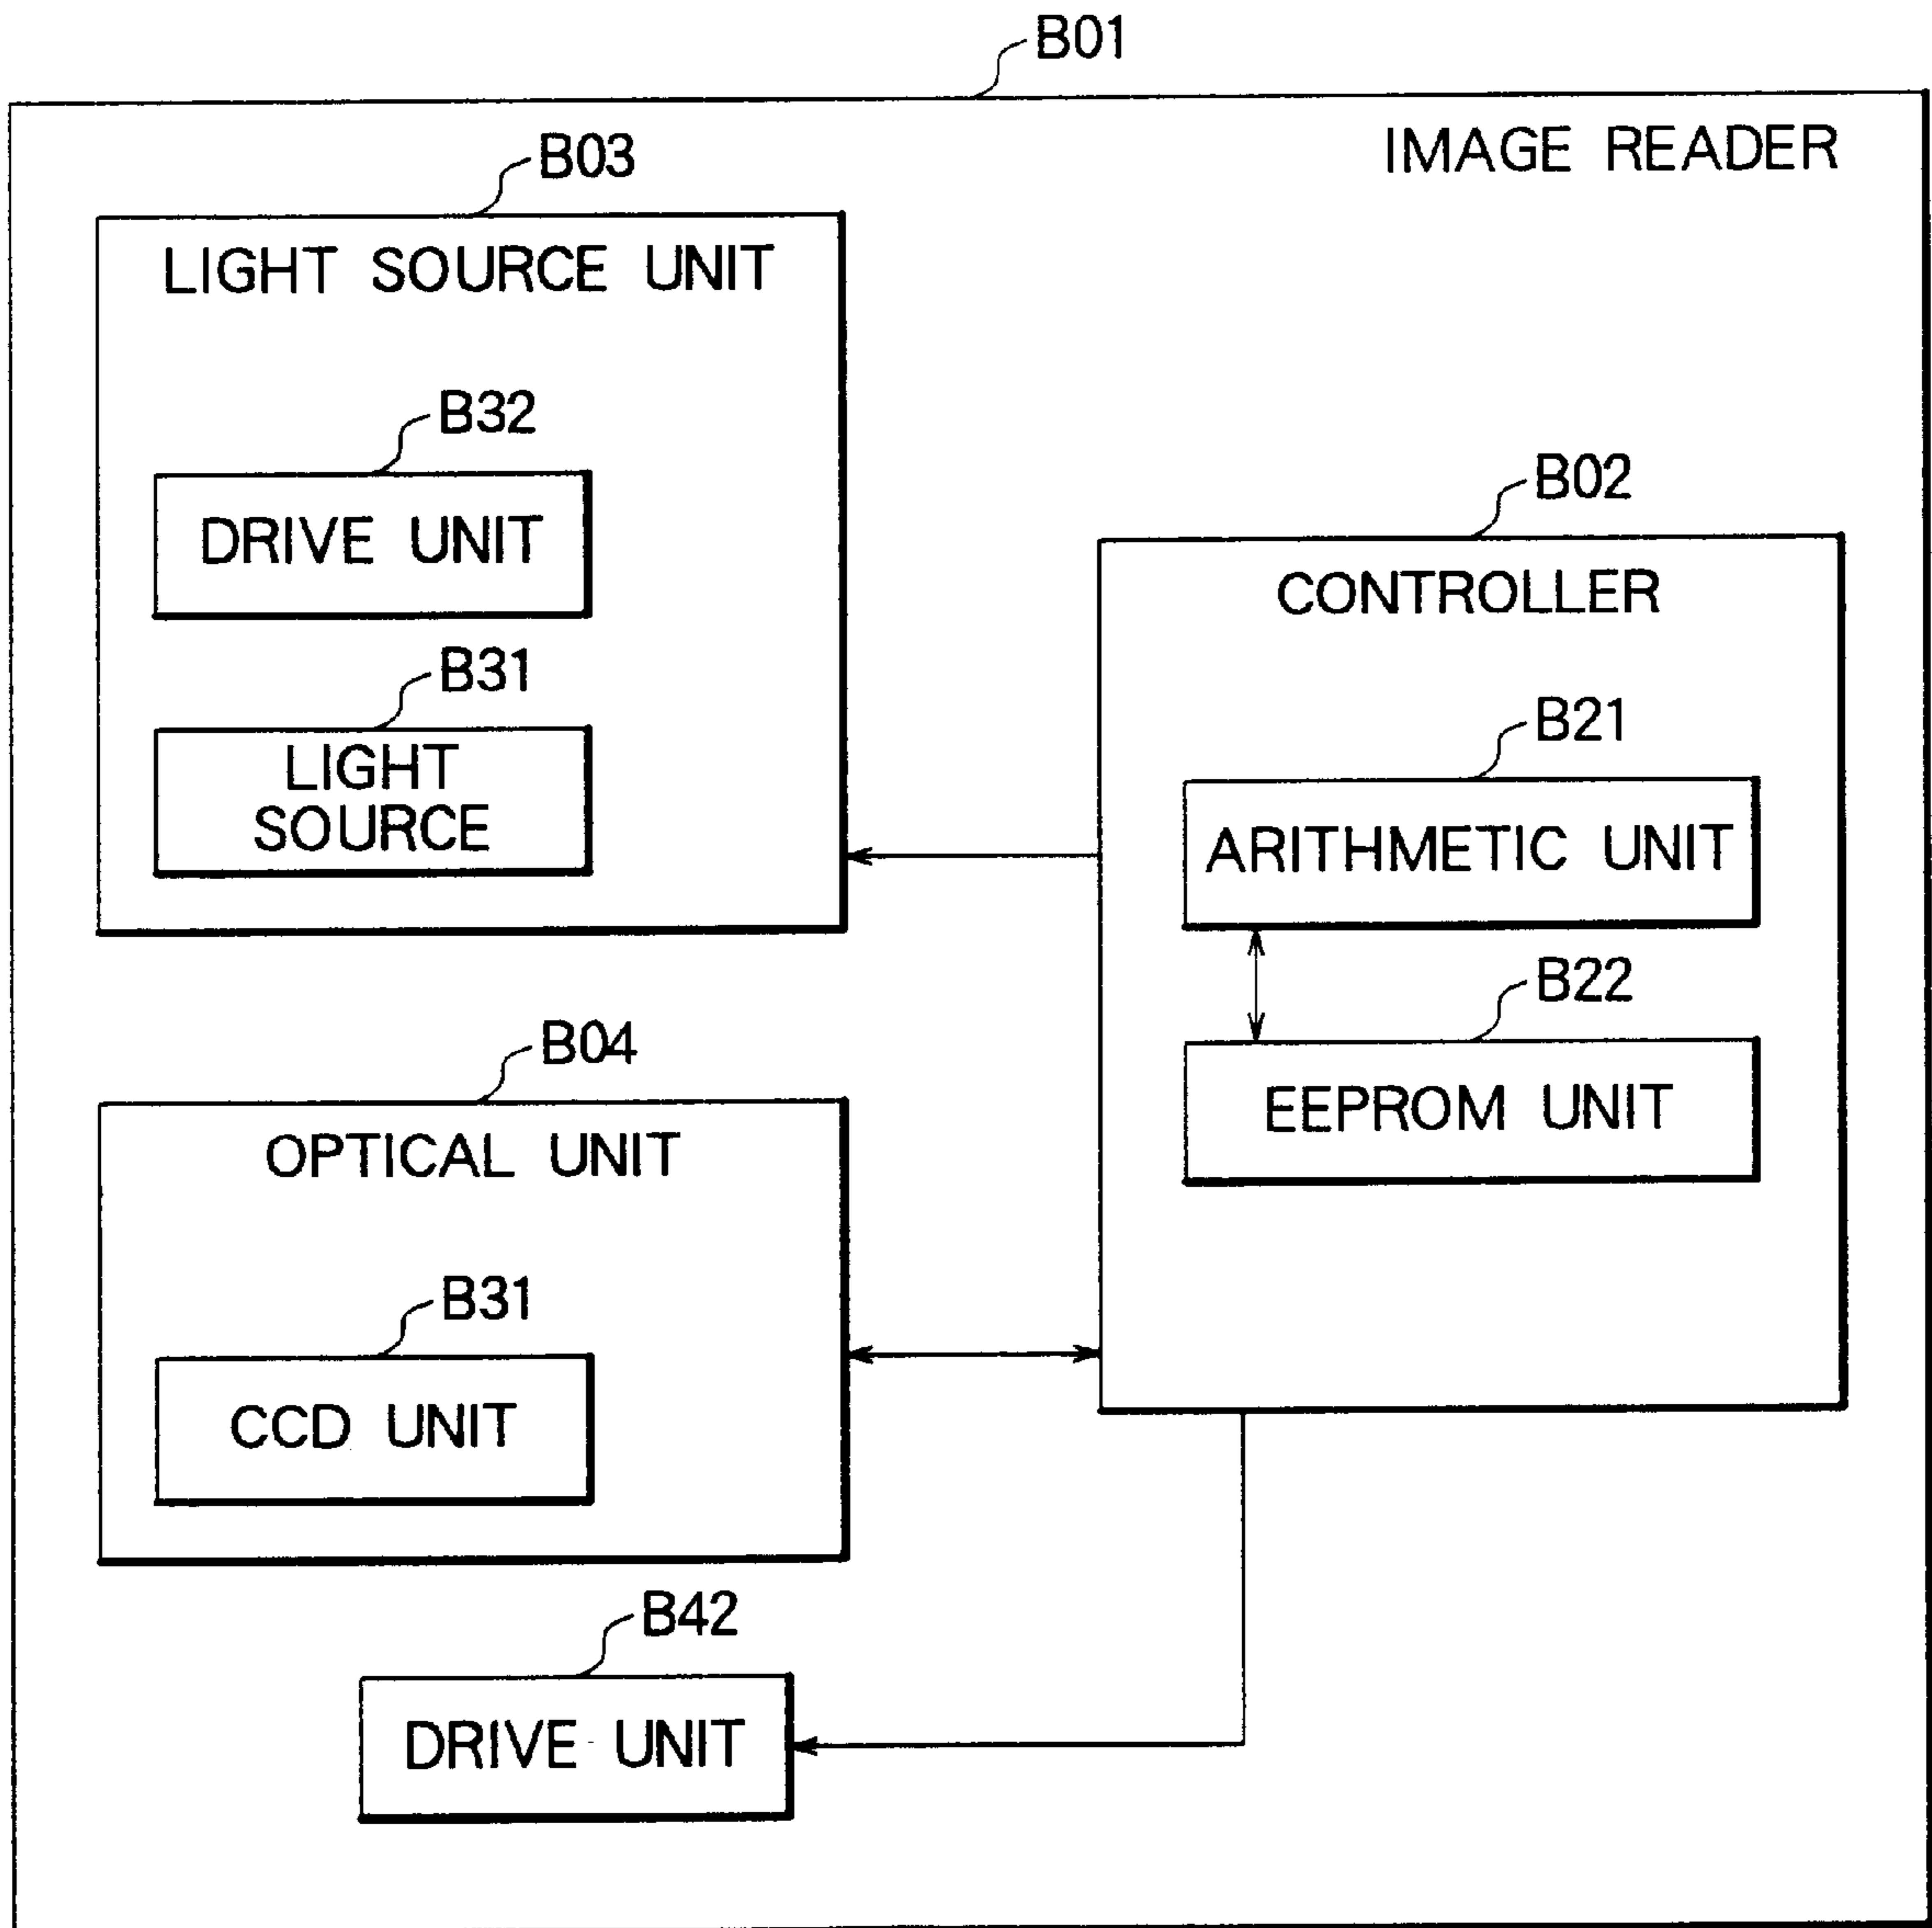 B01
IMAGE READER
B03
LIGHT SOURCE UNIT
B32
DRIVE UNIT
B31
LIGHT
SOURCE
B02
CONTROLLER
B21
ARITHMETIC UNIT
B22
EEPROM UNIT
B04
OPTICAL UNIT
B31
CCD UNIT
B42
DRIVE UNIT